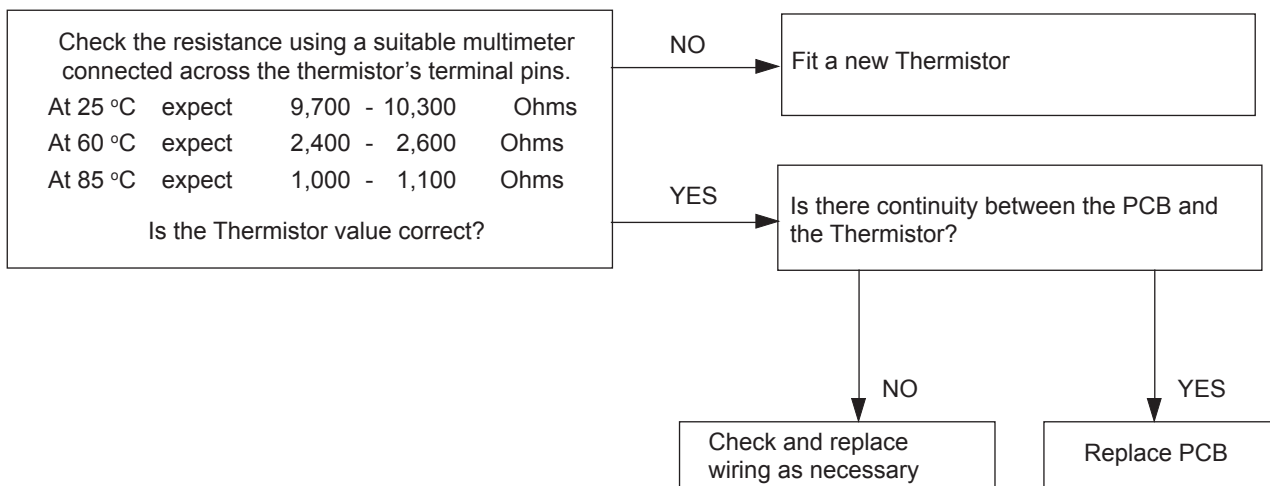 Check the resistance using a suitable multimeter
connected across the thermistor’s terminal pins.
At 25 °C expect 9,700 - 10,300 Ohms
At 60 °C expect 2,400 - 2,600 Ohms
At 85 °C expect 1,000 - 1,100 Ohms
Is the Thermistor value correct?
NO
Fit a new Thermistor
YES
Is there continuity between the PCB and
the Thermistor?
NO
Check and replace
wiring as necessary
YES
Replace PCB